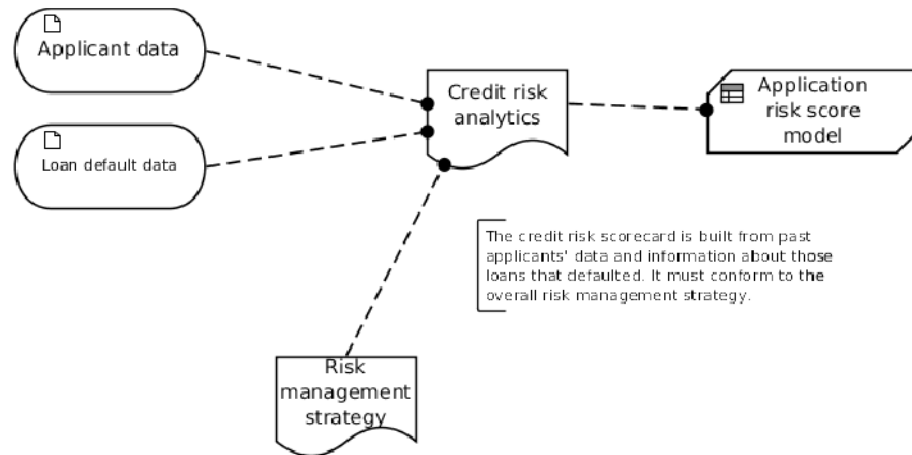 Applicant data
Credit risk
analytics
Application
risk score
model
Loan default data
The credit risk scorecard is built from past
applicants' data and information about those
loans that defaulted. It must conform to the
overall risk management strategy.
Risk
management
strategy